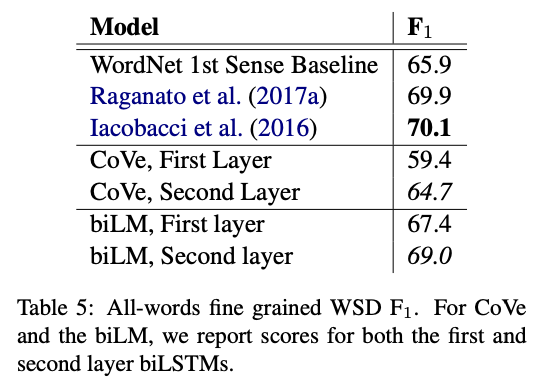 Model F₁
WordNet 1st Sense Baseline 65.9
Raganato et al. (2017a) 69.9
Iacobacci et al. (2016) 70.1
CoVe, First Layer 59.4
CoVe, Second Layer 64.7
biLM, First layer 67.4
biLM, Second layer 69.0
Table 5: All-words fine grained WSD F₁. For CoVe
and the biLM, we report scores for both the first and
second layer biLSTMs.